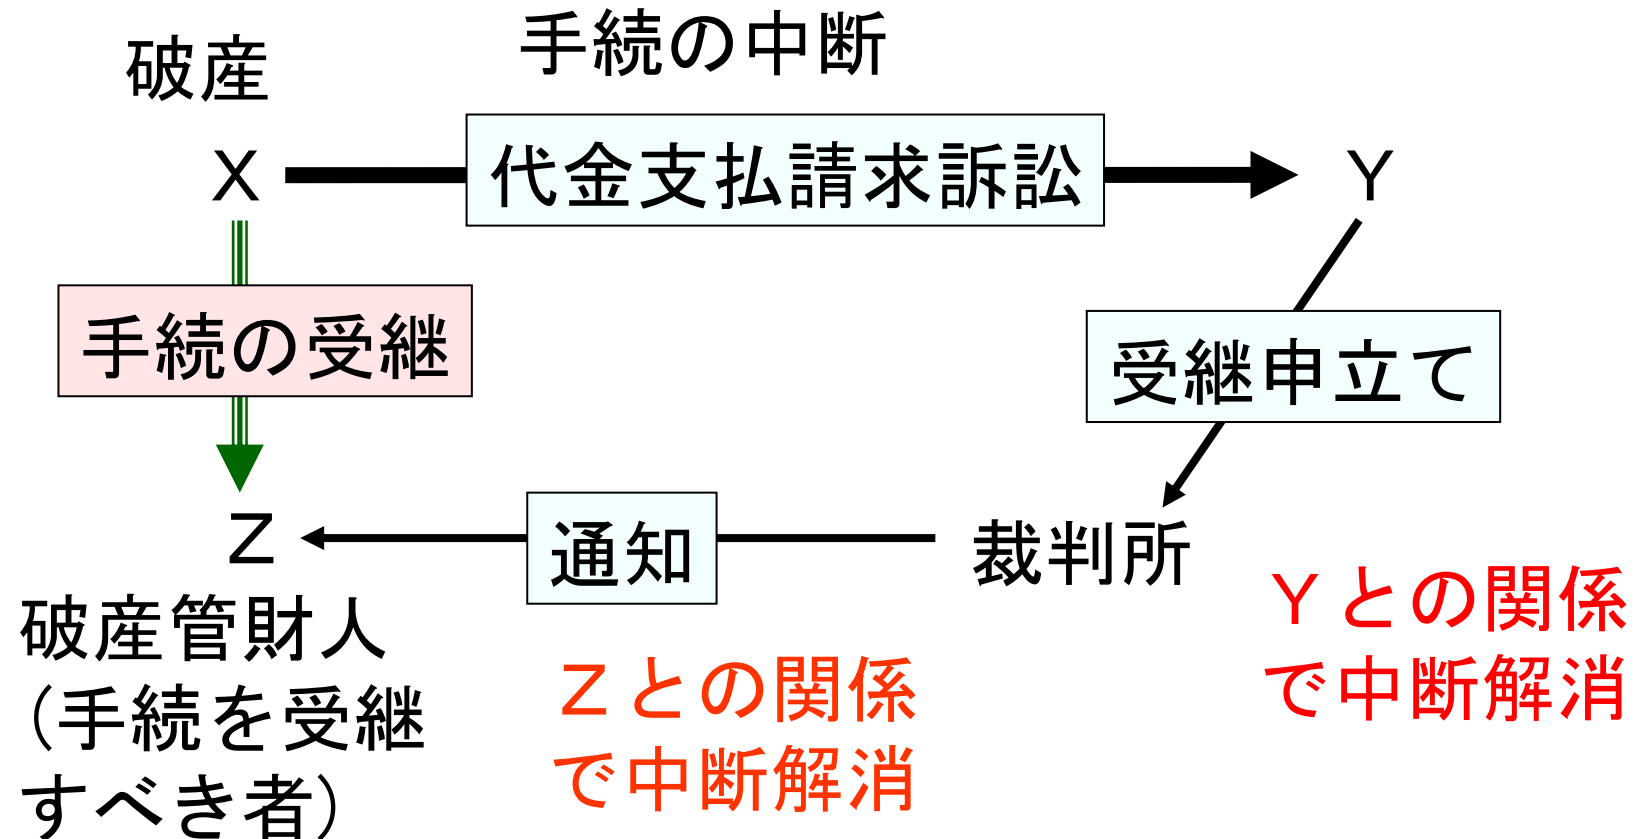 手続の中断
破産
X
代金支払請求訴訟
Y
手続の受継
受継申立て
Z
通知
裁判所
破産管財人
（手続を受継
すべき者）
Zとの関係
で中断解消
Yとの関係
で中断解消